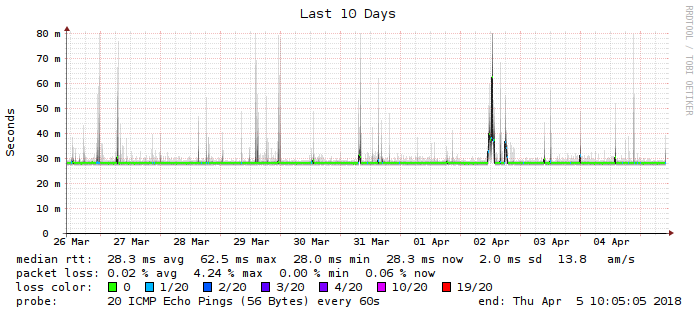 Last 10 Days
RRDTOOL / TOBI OETIKER
Seconds
80 m
70 m
60 m
50 m
40 m
30 m
20 m
10 m
0
26 Mar 27 Mar 28 Mar 29 Mar 30 Mar 31 Mar 01 Apr 02 Apr 03 Apr 04 Apr
median rtt: 28.3 ms avg 62.5 ms max 28.0 ms min 28.3 ms now 2.0 ms sd 13.8 am/s
packet loss: 0.02 % avg 4.24 % max 0.00 % min 0.06 % now
loss color: 0 1/20 2/20 3/20 4/20 10/20 19/20
probe: 20 ICMP Echo Pings (56 Bytes) every 60s end: Thu Apr 5 10:05:05 2018